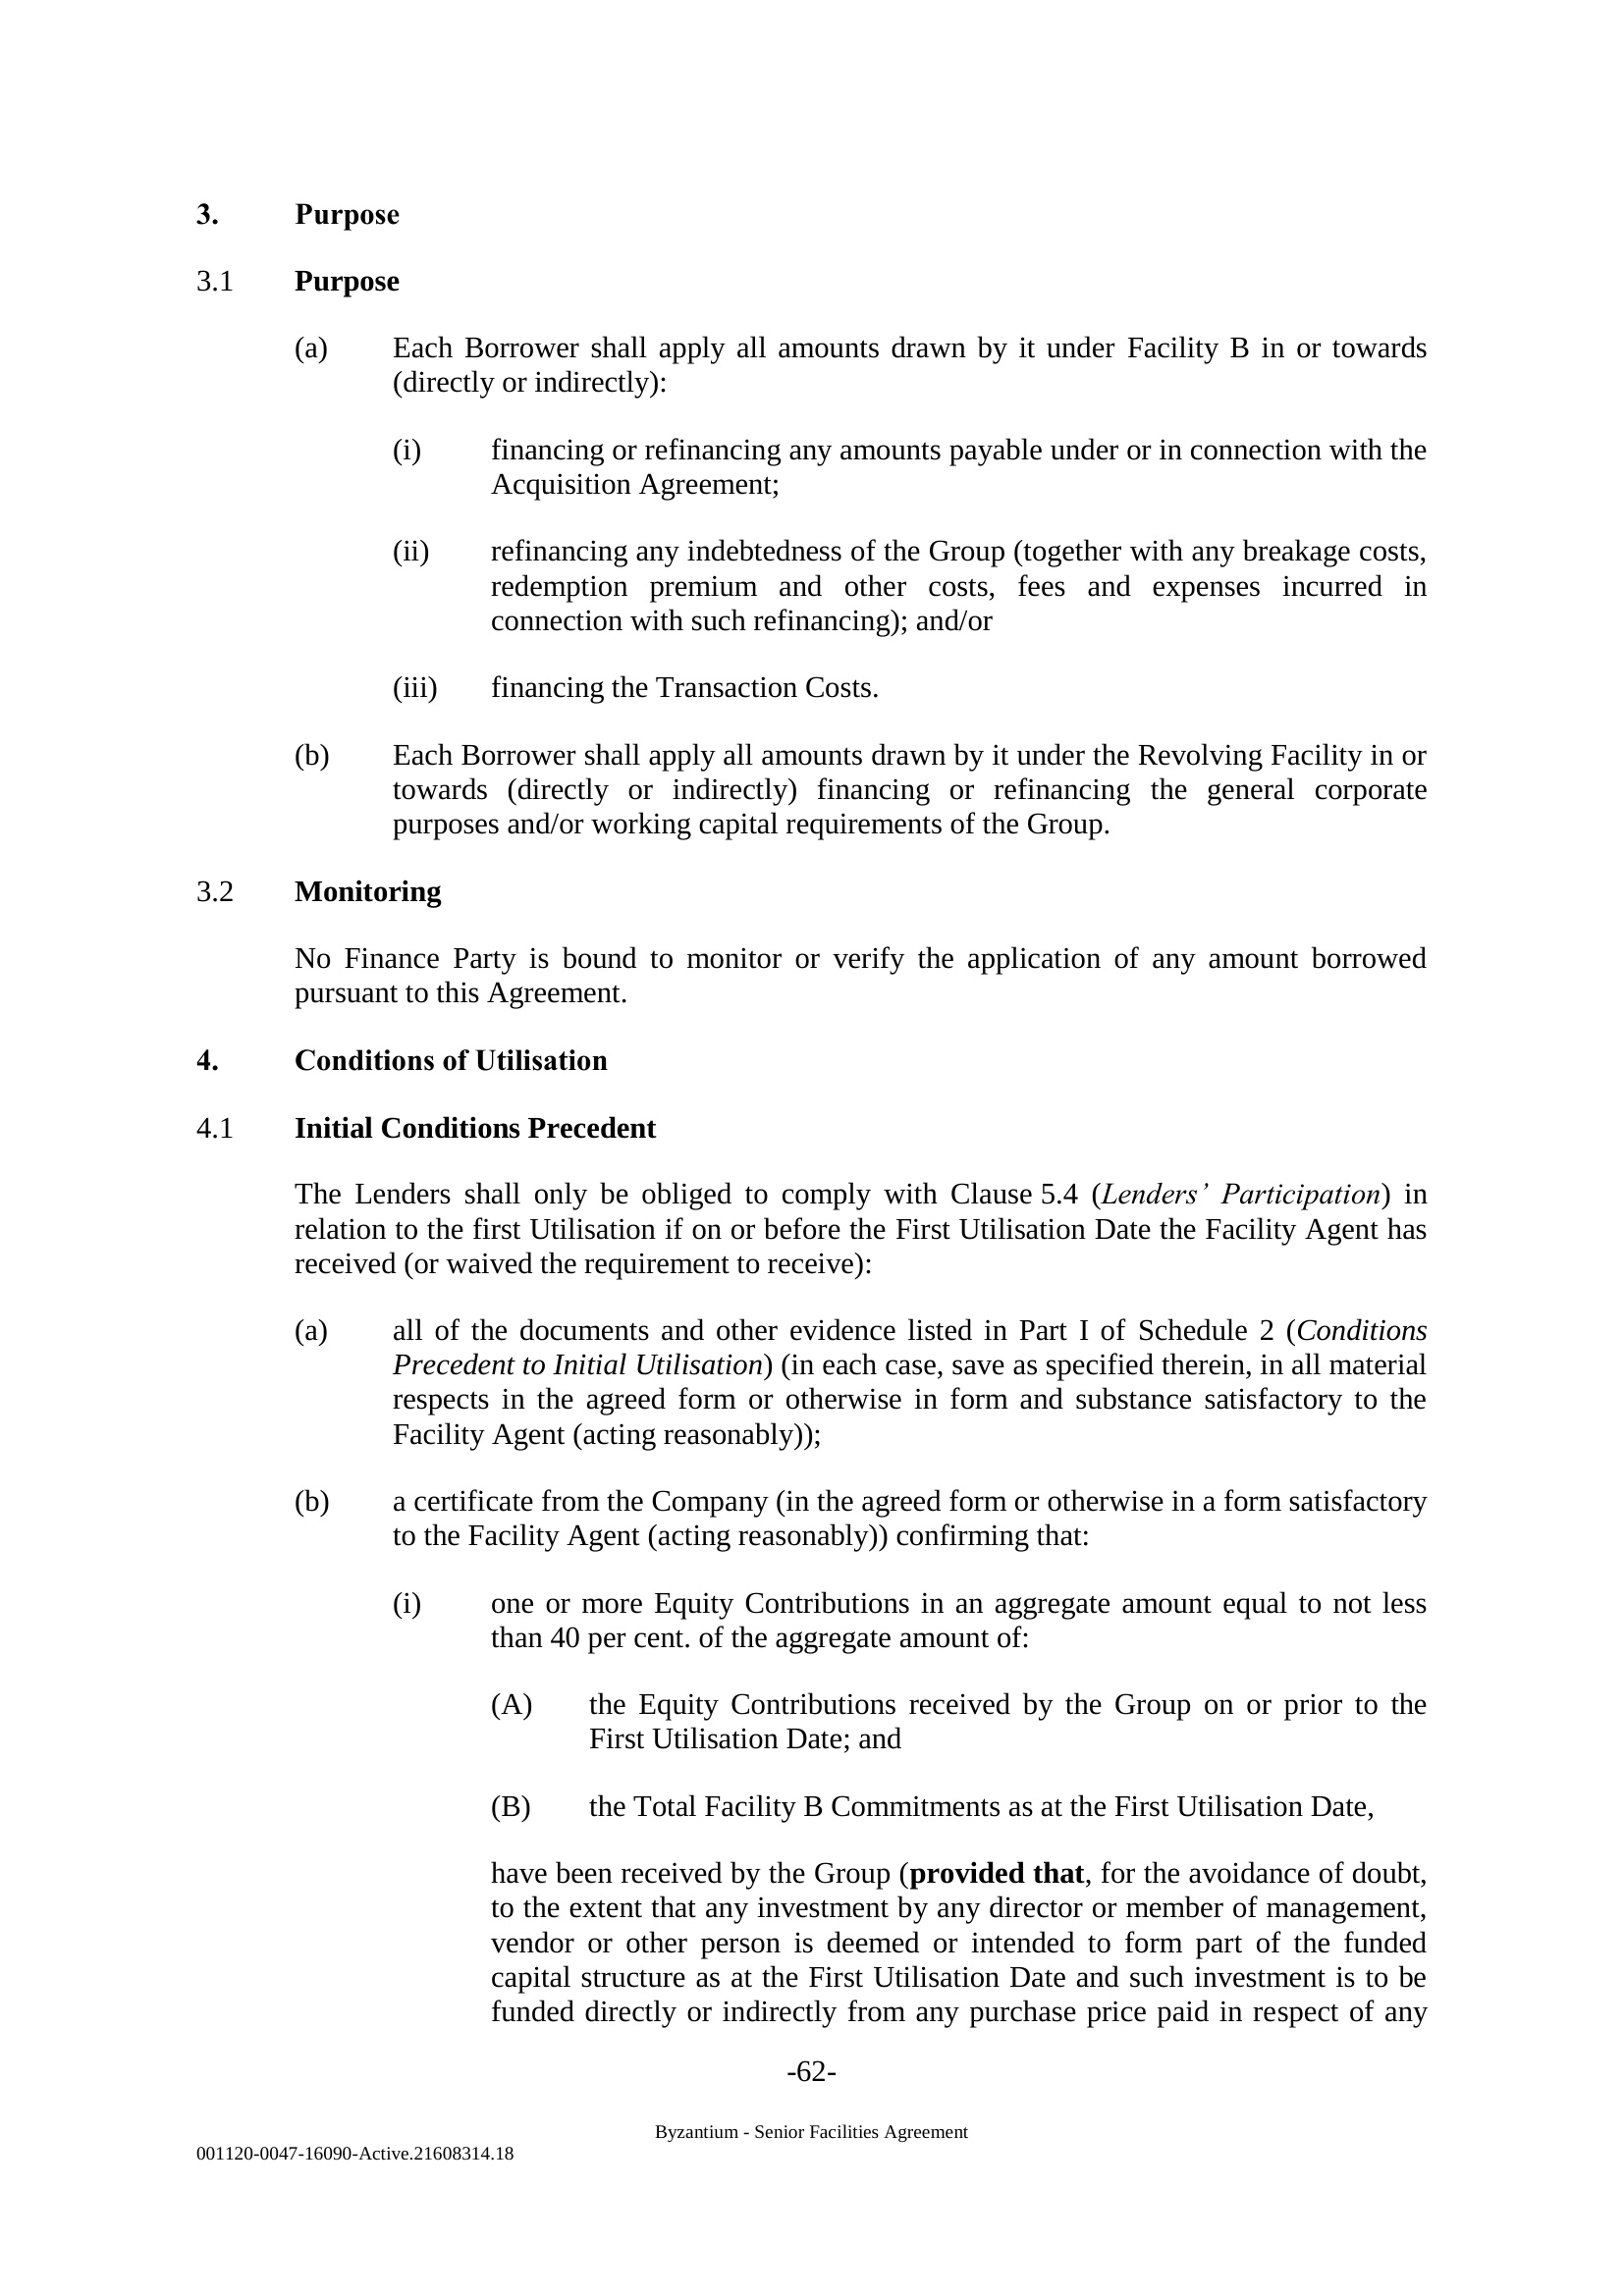 3. Purpose
3.1 Purpose
(a) Each Borrower shall apply all amounts drawn by it under Facility B in or towards
(directly or indirectly):
(i) financing or refinancing any amounts payable under or in connection with the
Acquisition Agreement;
(ii) refinancing any indebtedness of the Group (together with any breakage costs,
redemption premium and other costs, fees and expenses incurred in
connection with such refinancing); and/or
(iii) financing the Transaction Costs.
(b) Each Borrower shall apply all amounts drawn by it under the Revolving Facility in or
towards (directly or indirectly) financing or refinancing the general corporate
purposes and/or working capital requirements of the Group.
3.2 Monitoring
No Finance Party is bound to monitor or verify the application of any amount borrowed
pursuant to this Agreement.
4. Conditions of Utilisation
4.1 Initial Conditions Precedent
The Lenders shall only be obliged to comply with Clause 5.4 (Lenders’ Participation) in
relation to the first Utilisation if on or before the First Utilisation Date the Facility Agent has
received (or waived the requirement to receive):
(a) all of the documents and other evidence listed in Part I of Schedule 2 (Conditions
Precedent to Initial Utilisation) (in each case, save as specified therein, in all material
respects in the agreed form or otherwise in form and substance satisfactory to the
Facility Agent (acting reasonably));
(b) a certificate from the Company (in the agreed form or otherwise in a form satisfactory
to the Facility Agent (acting reasonably)) confirming that:
(i) one or more Equity Contributions in an aggregate amount equal to not less
than 40 per cent. of the aggregate amount of:
(A) the Equity Contributions received by the Group on or prior to the
First Utilisation Date; and
(B) the Total Facility B Commitments as at the First Utilisation Date,
have been received by the Group (provided that, for the avoidance of doubt,
to the extent that any investment by any director or member of management,
vendor or other person is deemed or intended to form part of the funded
capital structure as at the First Utilisation Date and such investment is to be
funded directly or indirectly from any purchase price paid in respect of any
-62-
Byzantium - Senior Facilities Agreement
001120-0047-16090-Active.21608314.18